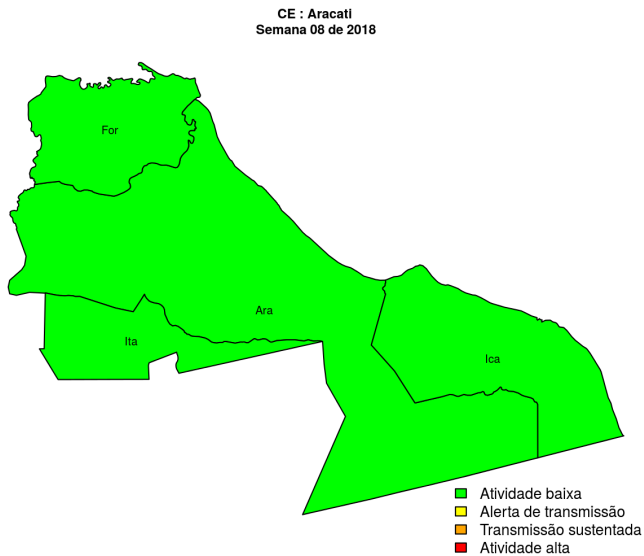 CE : Aracati
Semana 08 de 2018
For
Ara
Ita
Ica
Atividade baixa
Alerta de transmissão
Transmissão sustentada
Atividade alta